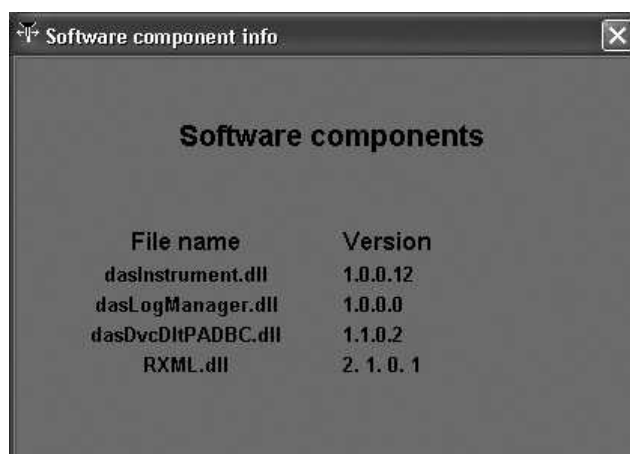 Software component info
Software components
File name Version
dasInstrument.dll 1.0.0.12
dasLogManager.dll 1.0.0.0
dasDvcDltPADBC.dll 1.1.0.2
RXML.dll 2. 1. 0. 1